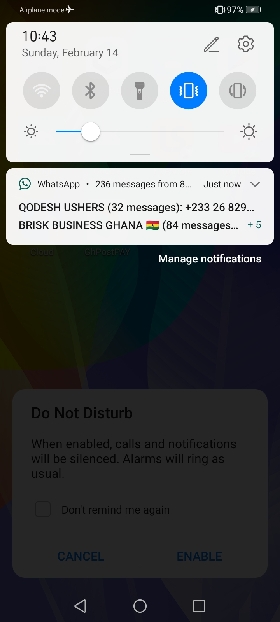 Airplane mode 97%
10:43
Sunday, February 14
WhatsApp • 236 messages from 8... Just now
QODESH USHERS (32 messages): +233 26 829...
BRISK BUSINESS GHANA 🇬🇭 (84 messages... +5
Manage notifications
Do Not Disturb
When enabled, calls and notifications
will be silenced. Alarms will ring as
usual.
Don't remind me again
CANCEL ENABLE